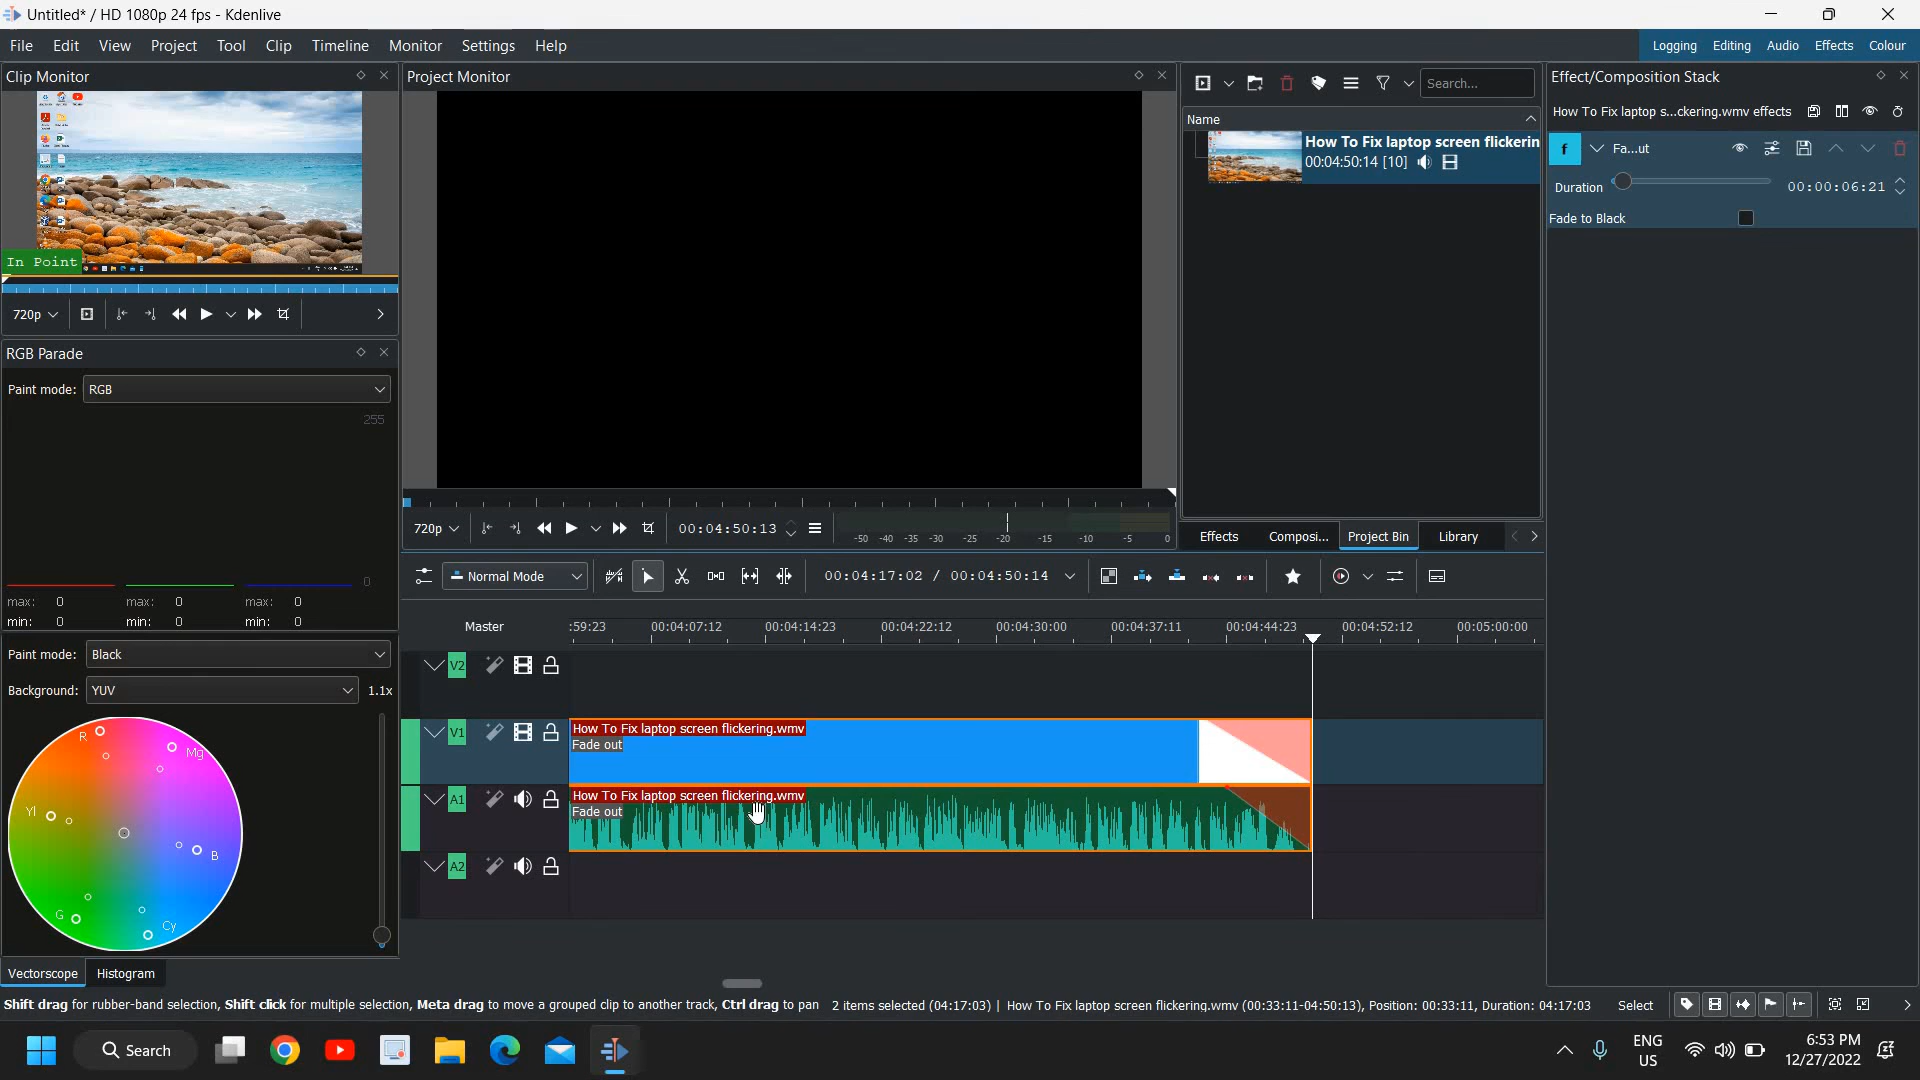 Untitled* / HD 1080p 24 fps - Kdenlive
File Edit View Project Tool Clip Timeline Monitor Settings Help
Logging Editing Audio Effects Colour
Clip Monitor
Project Monitor
Search...
Effect/Composition Stack
How To Fix laptop s...ckering.wmv effects
Name
How To Fix laptop screen flickerin
00:04:50:14 [10]
f Fa...ut
Duration 00:00:06:21
Fade to Black
In Point
720p
RGB Parade
Paint mode: RGB
255
0
max: 0 max: 0 max: 0
min: 0 min: 0 min: 0
720p 00:04:50:13
-50 -40 -35 -30 -25 -20 -15 -10 -5 0
Effects Composi... Project Bin Library
Normal Mode 00:04:17:02 / 00:04:50:14
Master
:59:23 00:04:07:12 00:04:14:23 00:04:22:12 00:04:30:00 00:04:37:11 00:04:44:23 00:04:52:12 00:05:00:00
V2
V1
How To Fix laptop screen flickering.wmv
Fade out
A1
How To Fix laptop screen flickering.wmv
Fade out
A2
Paint mode: Black
Background: YUV 1.1x
R
Mg
Yl
B
G
Cy
Vectorscope Histogram
Shift drag for rubber-band selection, Shift click for multiple selection, Meta drag to move a grouped clip to another track, Ctrl drag to pan 2 items selected (04:17:03) | How To Fix laptop screen flickering.wmv (00:33:11-04:50:13), Position: 00:33:11, Duration: 04:17:03 Select
Search
ENG
US
6:53 PM
12/27/2022